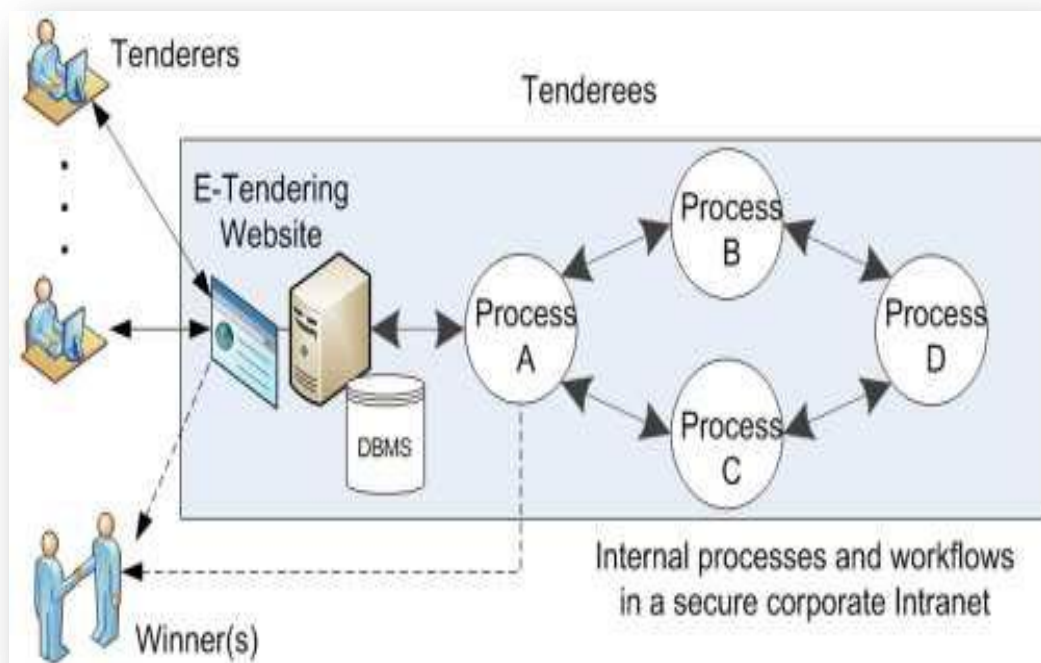 Tenderers
Tenderees
E-Tendering
Website
Process
A
Process
B
Process
C
Process
D
DBMS
Internal processes and workflows
in a secure corporate Intranet
Winner(s)